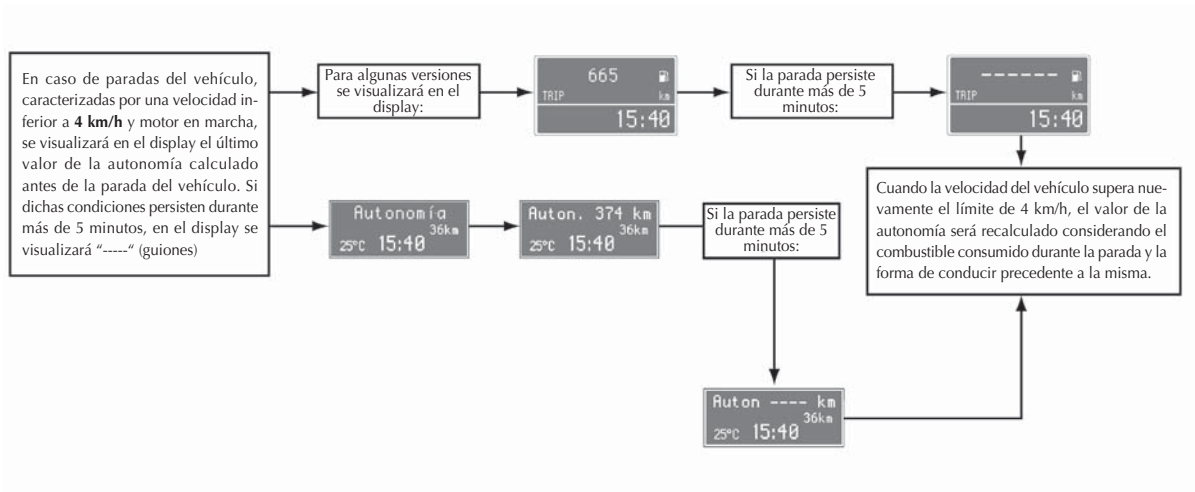 En caso de paradas del vehículo,
caracterizadas por una velocidad in-
ferior a 4 km/h y motor en marcha,
se visualizará en el display el último
valor de la autonomía calculado
antes de la parada del vehículo. Si
dichas condiciones persisten durante
más de 5 minutos, en el display se
visualizará “-----“ (guiones)
Para algunas versiones
se visualizará en el
display:
665
TRIP km
15:40
Si la parada persiste
durante más de 5
minutos:
------
TRIP km
15:40
Autonomía
36km
25°C 15:40
Auton. 374 km
36km
25°C 15:40
Si la parada persiste
durante más de 5
minutos:
Auton ---- km
36km
25°C 15:40
Cuando la velocidad del vehículo supera nue-
vamente el límite de 4 km/h, el valor de la
autonomía será recalculado considerando el
combustible consumido durante la parada y la
forma de conducir precedente a la misma.